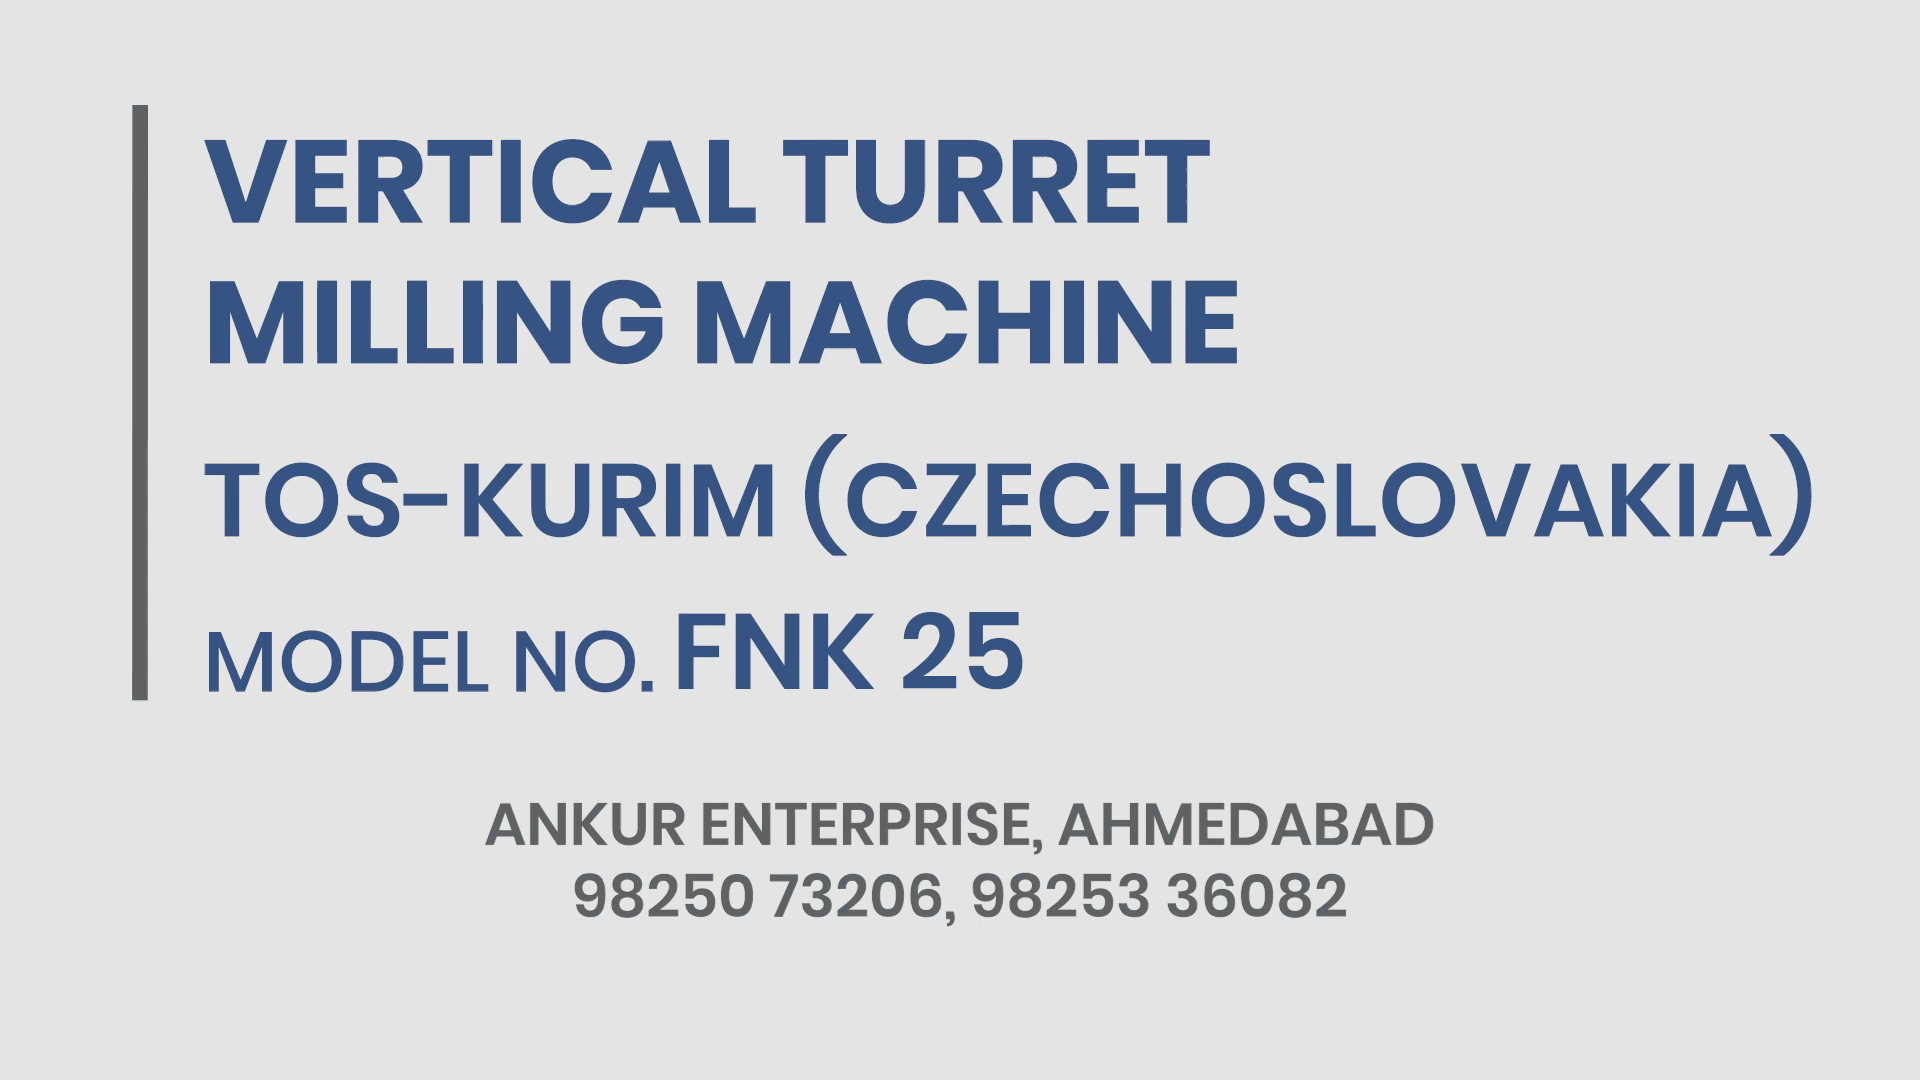 VERTICAL TURRET
MILLING MACHINE
TOS-KURIM (CZECHOSLOVAKIA)
MODEL NO. FNK 25
ANKUR ENTERPRISE, AHMEDABAD
98250 73206, 98253 36082